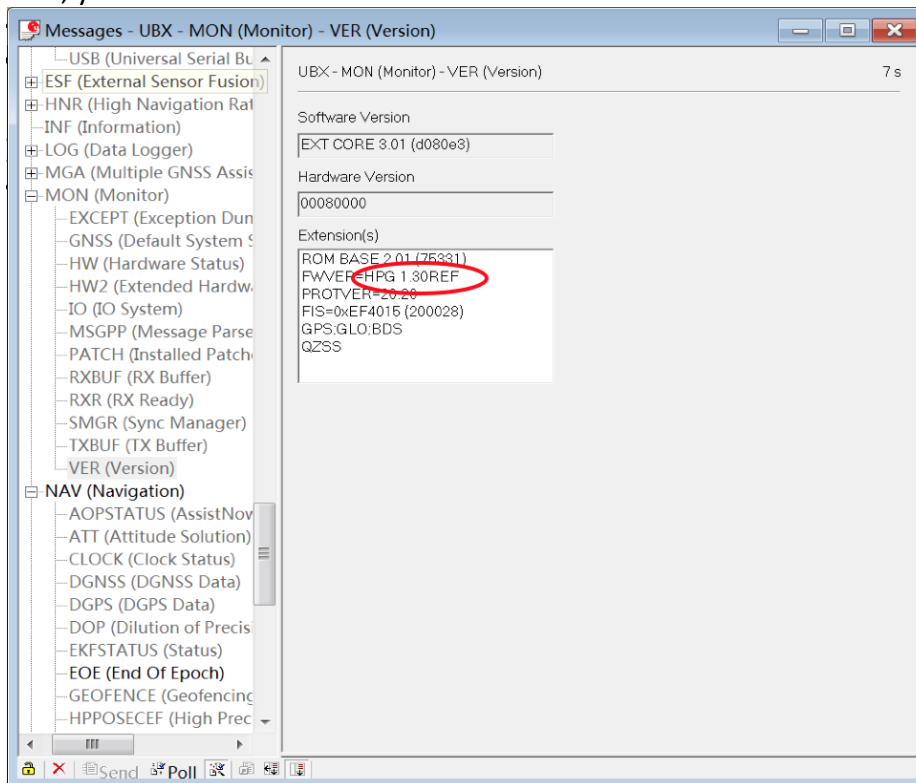 Messages - UBX - MON (Monitor) - VER (Version)
USB (Universal Serial Bu
ESF (External Sensor Fusion)
HNR (High Navigation Rat
INF (Information)
LOG (Data Logger)
MGA (Multiple GNSS Assis
MON (Monitor)
EXCEPT (Exception Dun
GNSS (Default System S
HW (Hardware Status)
HW2 (Extended Hardwa
IO (IO System)
MSGPP (Message Parse
PATCH (Installed Patch
RXBUF (RX Buffer)
RXR (RX Ready)
SMGR (Sync Manager)
TXBUF (TX Buffer)
VER (Version)
NAV (Navigation)
AOPSTATUS (AssistNov
ATT (Attitude Solution)
CLOCK (Clock Status)
DGNSS (DGNSS Data)
DGPS (DGPS Data)
DOP (Dilution of Precisi
EKFSTATUS (Status)
EOE (End Of Epoch)
GEOFENCE (Geofencing
HPPOSECEF (High Prec
UBX - MON (Monitor) - VER (Version) 7 s
Software Version
EXT CORE 3.01 (d080e3)
Hardware Version
00080000
Extension(s)
ROM BASE 2.01 (75331)
FWVER=HPG 1.30REF
PROTVER=20.20
FIS=0xEF4015 (200028)
GPS;GLO;BDS
QZSS
Send Poll